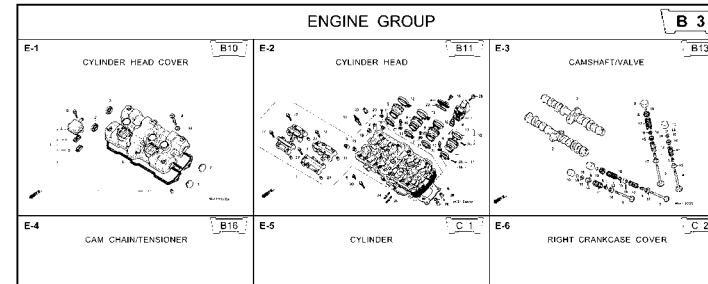 ENGINE GROUP
B 3
E-1
B10
CYLINDER HEAD COVER
E-2
B11
CYLINDER HEAD
E-3
B13
CAMSHAFT/VALVE
E-4
B16
CAM CHAIN/TENSIONER
E-5
C 1
CYLINDER
E-6
C 2
RIGHT CRANKCASE COVER